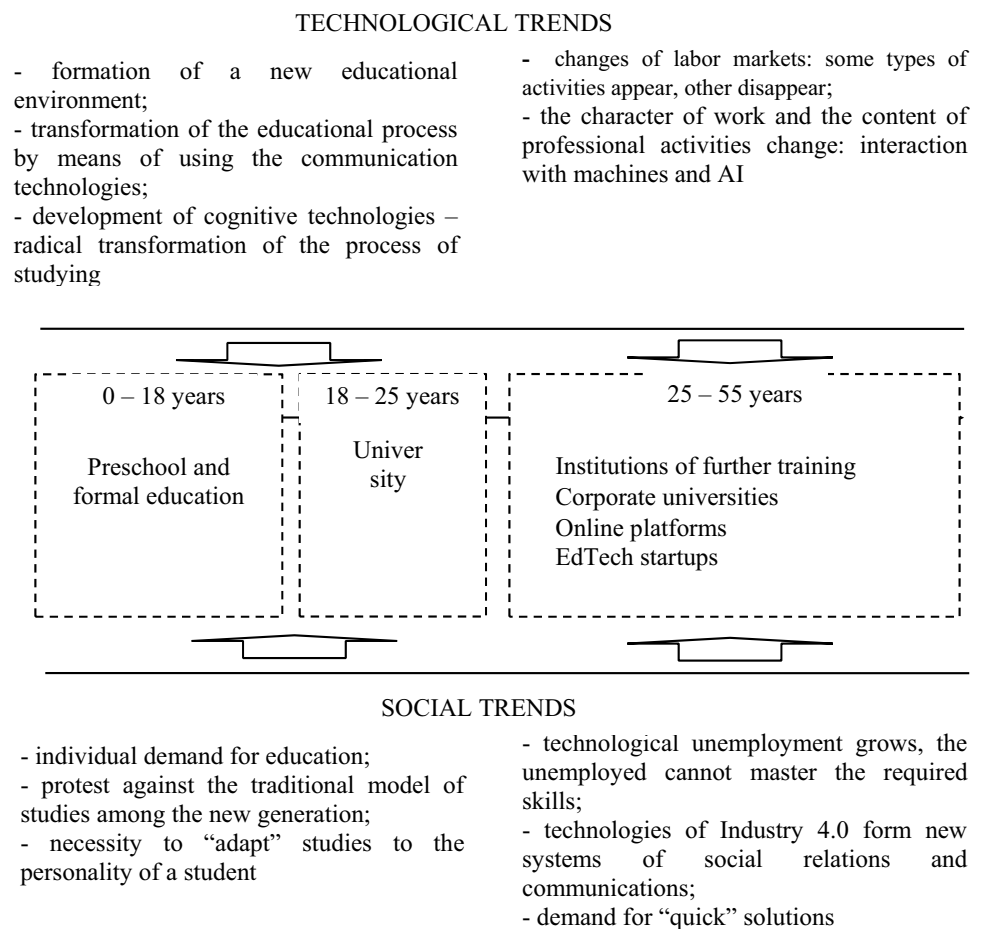 TECHNOLOGICAL TRENDS
- formation of a new educational
environment;
- transformation of the educational process
by means of using the communication
technologies;
- development of cognitive technologies –
radical transformation of the process of
studying
- changes of labor markets: some types of
activities appear, other disappear;
- the character of work and the content of
professional activities change: interaction
with machines and AI
0 – 18 years
Preschool and
formal education
18 – 25 years
Univer
sity
25 – 55 years
Institutions of further training
Corporate universities
Online platforms
EdTech startups
SOCIAL TRENDS
- individual demand for education;
- protest against the traditional model of
studies among the new generation;
- necessity to “adapt” studies to the
personality of a student
- technological unemployment grows, the
unemployed cannot master the required
skills;
- technologies of Industry 4.0 form new
systems of social relations and
communications;
- demand for “quick” solutions